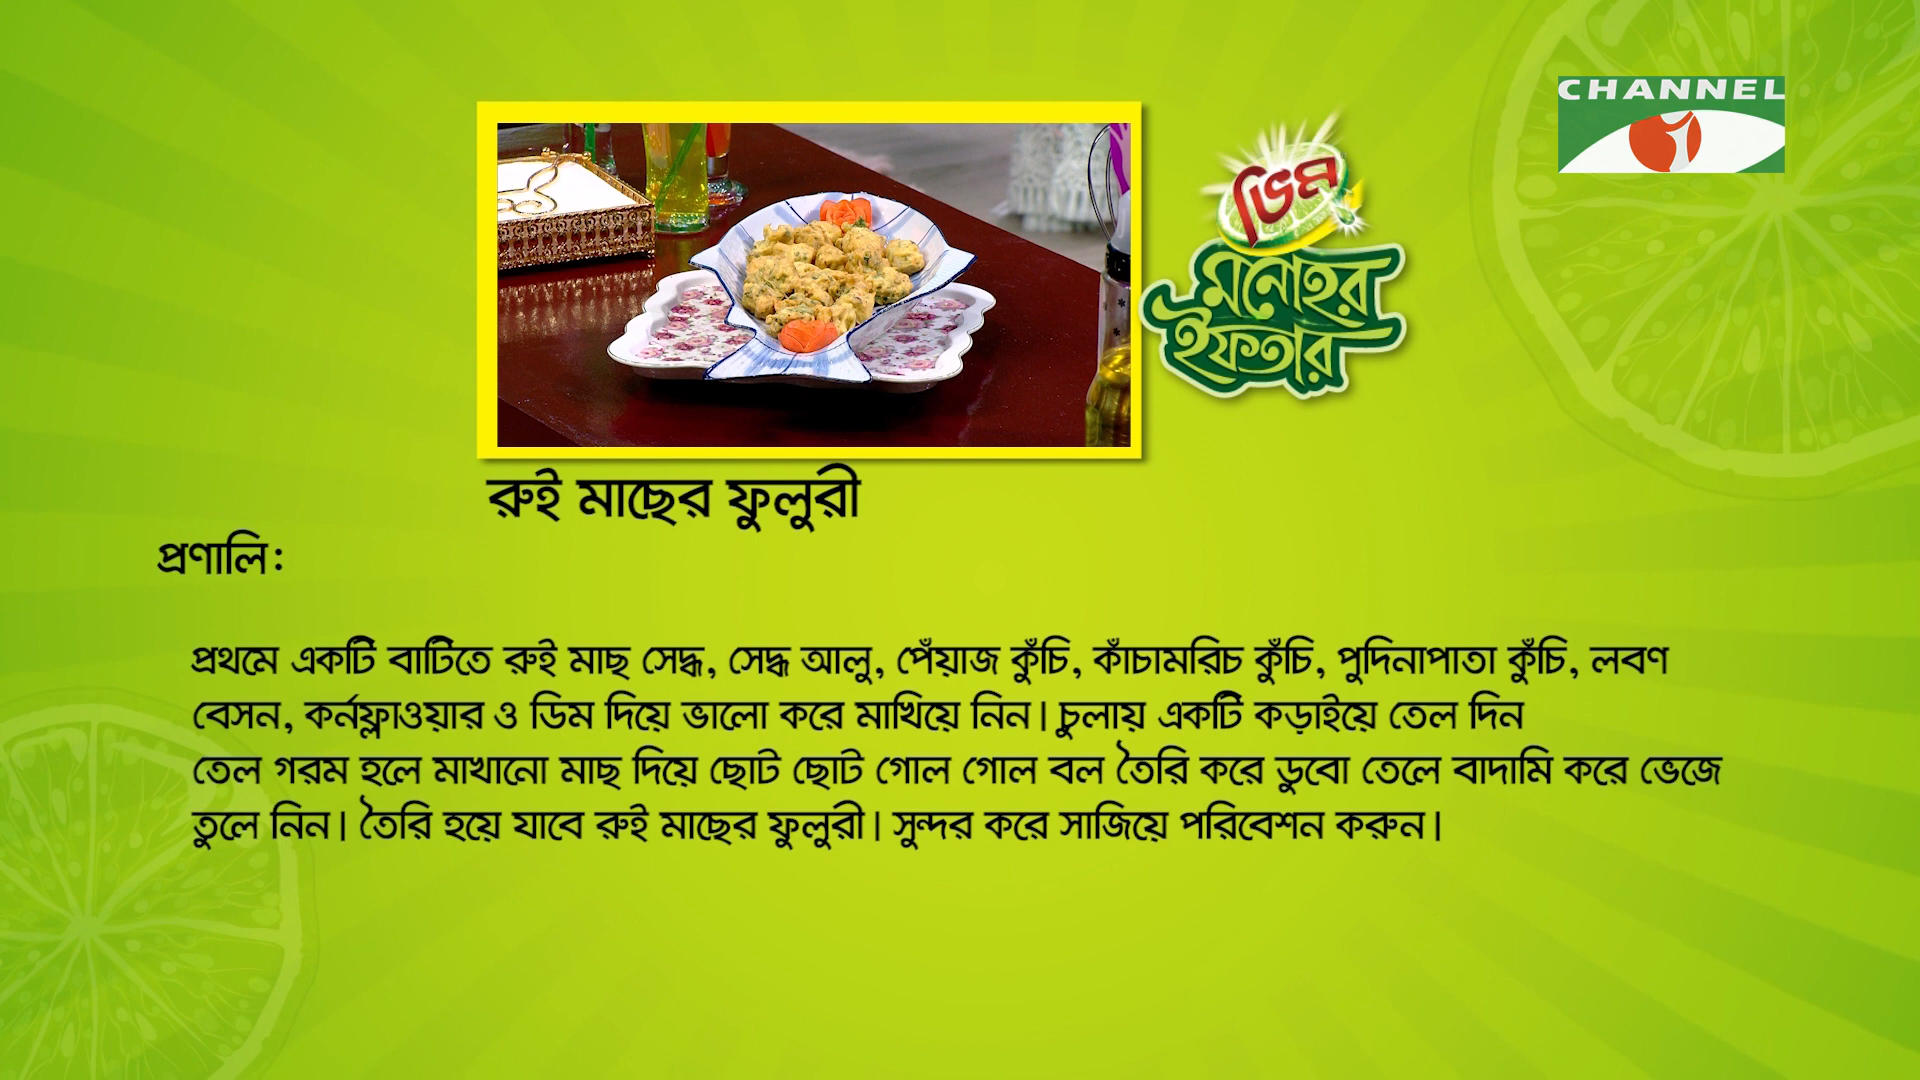 CHANNEL
ভিম
মনোহর
ইফতার
রুই মাছের ফুলুরী
প্রণালি:
প্রথমে একটি বাটিতে রুই মাছ সেদ্ধ, সেদ্ধ আলু, পেঁয়াজ কুঁচি, কাঁচামরিচ কুঁচি, পুদিনাপাতা কুঁচি, লবণ
বেসন, কর্নফ্লাওয়ার ও ডিম দিয়ে ভালো করে মাখিয়ে নিন। চুলায় একটি কড়াইয়ে তেল দিন
তেল গরম হলে মাখানো মাছ দিয়ে ছোট ছোট গোল গোল বল তৈরি করে ডুবো তেলে বাদামি করে ভেজে
তুলে নিন। তৈরি হয়ে যাবে রুই মাছের ফুলুরী। সুন্দর করে সাজিয়ে পরিবেশন করুন।